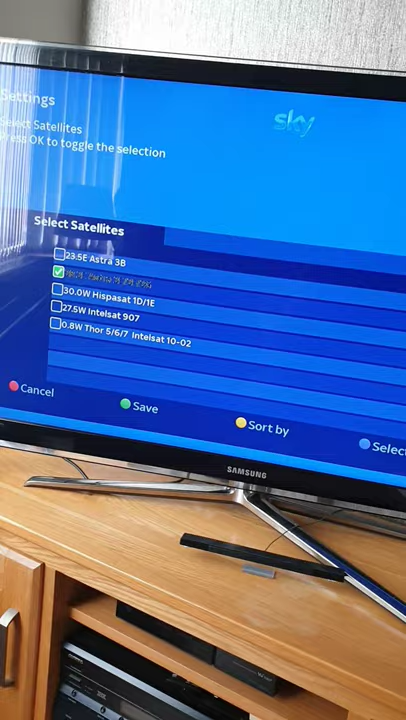 Settings
sky
Select Satellites
Press OK to toggle the selection
Select Satellites
23.5E Astra 3B
30.0W Hispasat 1D/1E
27.5W Intelsat 907
0.8W Thor 5/6/7 Intelsat 10-02
Cancel
Save
Sort by
Select
SAMSUNG